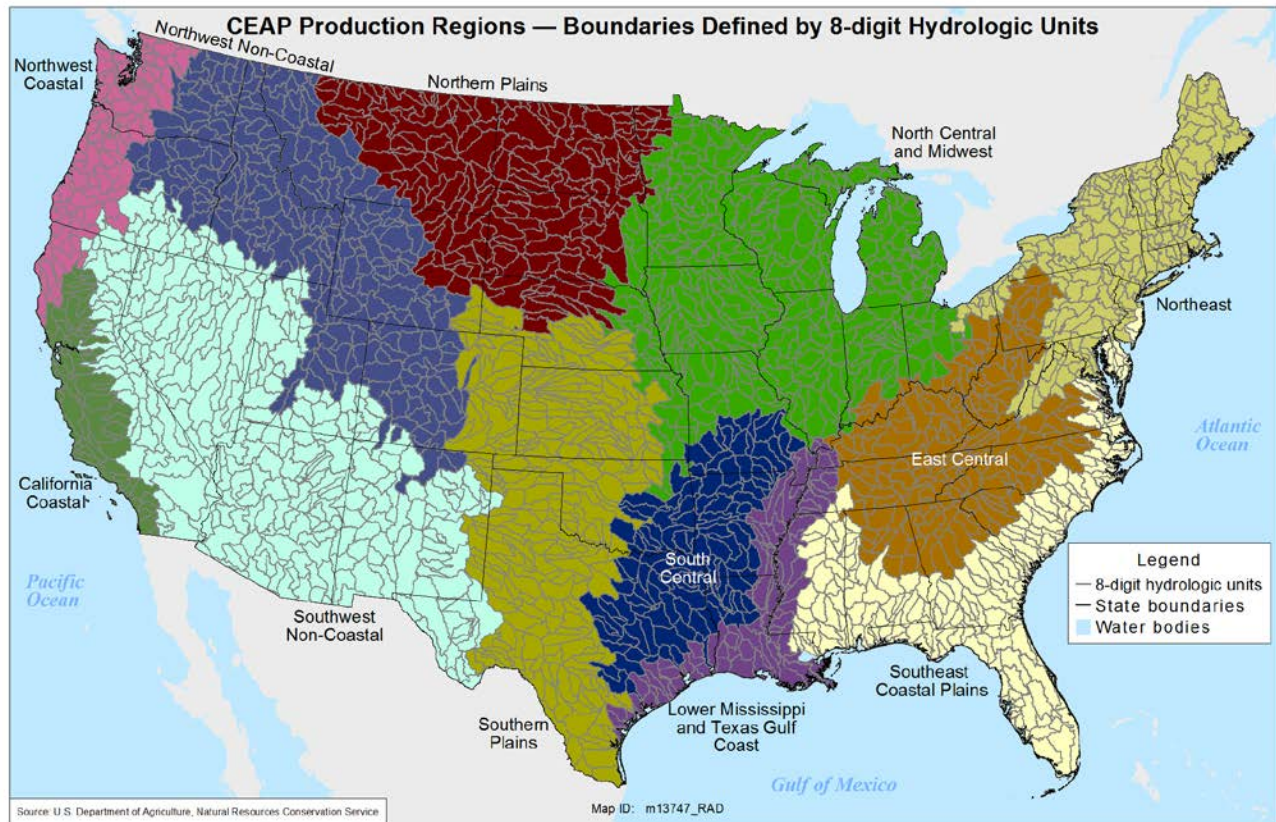 CEAP Production Regions — Boundaries Defined by 8-digit Hydrologic Units
Northwest Non-Coastal
Northwest
Coastal
Northern Plains
North Central
and Midwest
Northeast
East Central
Atlantic
Ocean
California
Coastal
South
Central
Pacific
Ocean
Southwest
Non-Coastal
Southeast
Coastal Plains
Southern
Plains
Lower Mississippi
and Texas Gulf
Coast
Gulf of Mexico
Legend
8-digit hydrologic units
State boundaries
Water bodies
Source: U.S. Department of Agriculture, Natural Resources Conservation Service
Map ID: m13747_RAD